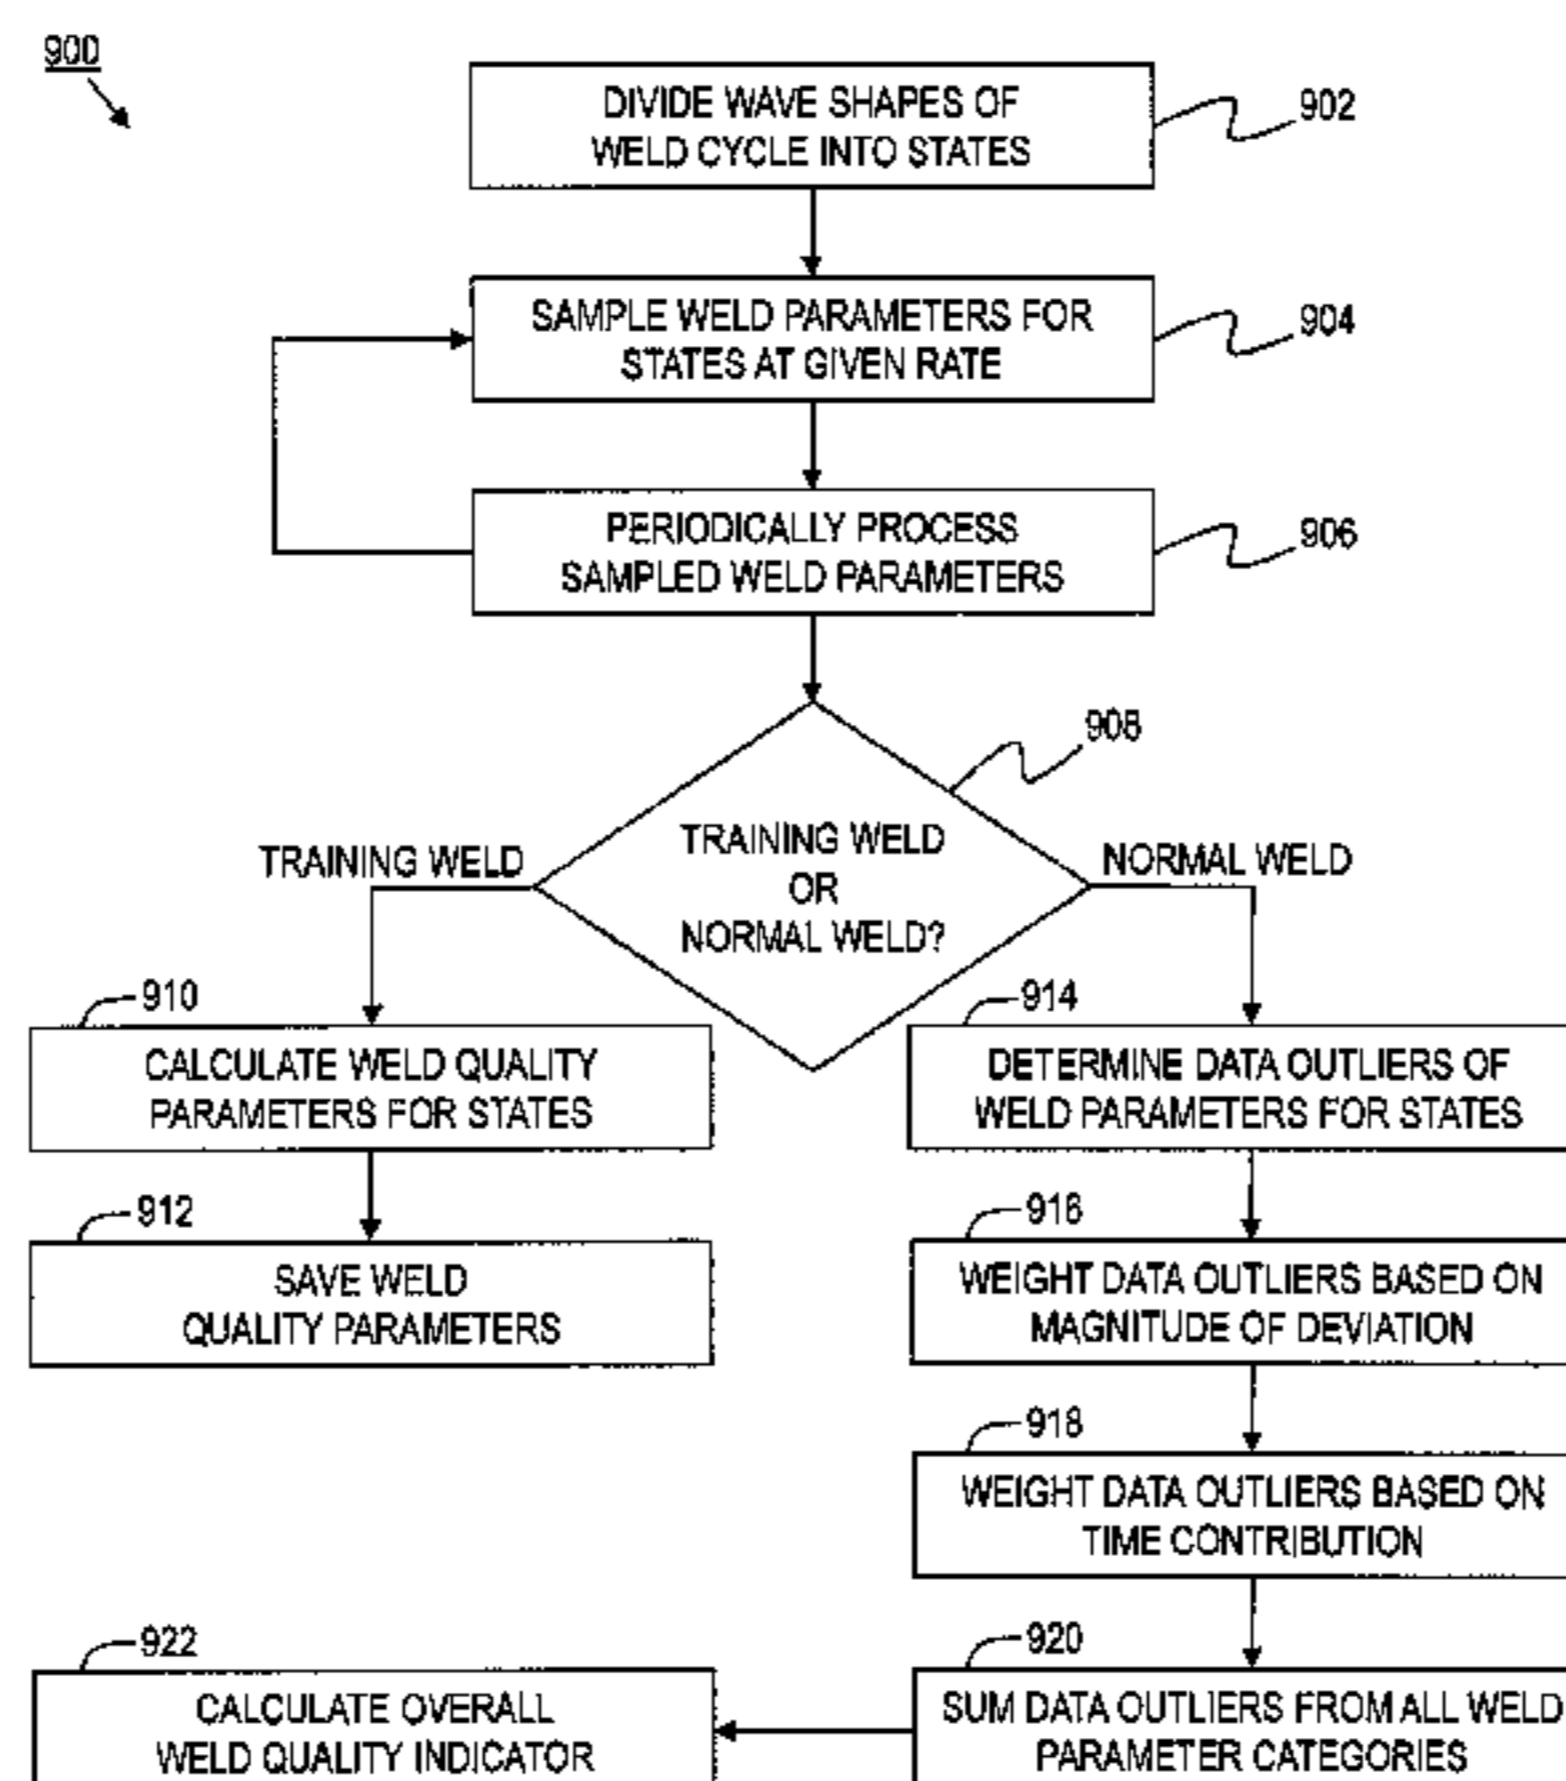 900
DIVIDE WAVE SHAPES OF
WELD CYCLE INTO STATES
902
SAMPLE WELD PARAMETERS FOR
STATES AT GIVEN RATE
904
PERIODICALLY PROCESS
SAMPLED WELD PARAMETERS
906
908
TRAINING WELD
OR
NORMAL WELD?
TRAINING WELD
NORMAL WELD
910
CALCULATE WELD QUALITY
PARAMETERS FOR STATES
912
SAVE WELD
QUALITY PARAMETERS
914
DETERMINE DATA OUTLIERS OF
WELD PARAMETERS FOR STATES
916
WEIGHT DATA OUTLIERS BASED ON
MAGNITUDE OF DEVIATION
918
WEIGHT DATA OUTLIERS BASED ON
TIME CONTRIBUTION
920
SUM DATA OUTLIERS FROM ALL WELD
PARAMETER CATEGORIES
922
CALCULATE OVERALL
WELD QUALITY INDICATOR